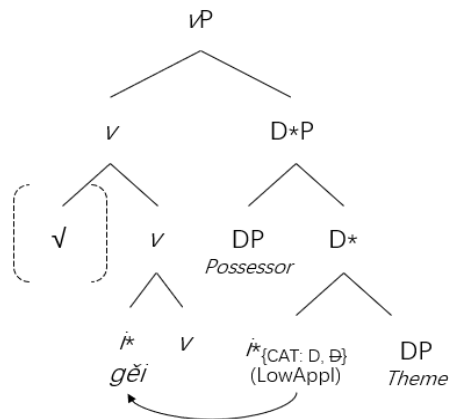 vP
v D*P
√ v DP D*
Possessor
i* v i*{CAT: D, D̶} DP
gěi (LowAppl) Theme